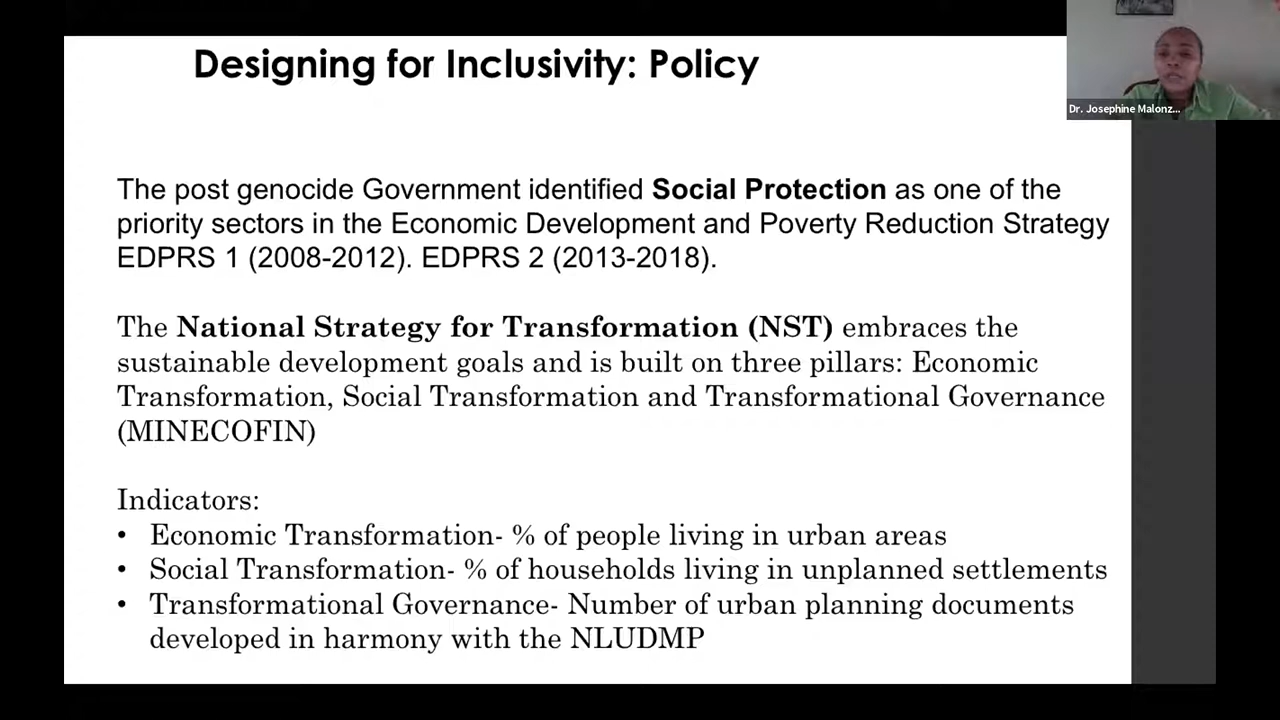 Designing for Inclusivity: Policy
Dr. Josephine Malonz...
The post genocide Government identified Social Protection as one of the
priority sectors in the Economic Development and Poverty Reduction Strategy
EDPRS 1 (2008-2012). EDPRS 2 (2013-2018).
The National Strategy for Transformation (NST) embraces the
sustainable development goals and is built on three pillars: Economic
Transformation, Social Transformation and Transformational Governance
(MINECOFIN)
Indicators:
• Economic Transformation- % of people living in urban areas
• Social Transformation- % of households living in unplanned settlements
• Transformational Governance- Number of urban planning documents
developed in harmony with the NLUDMP